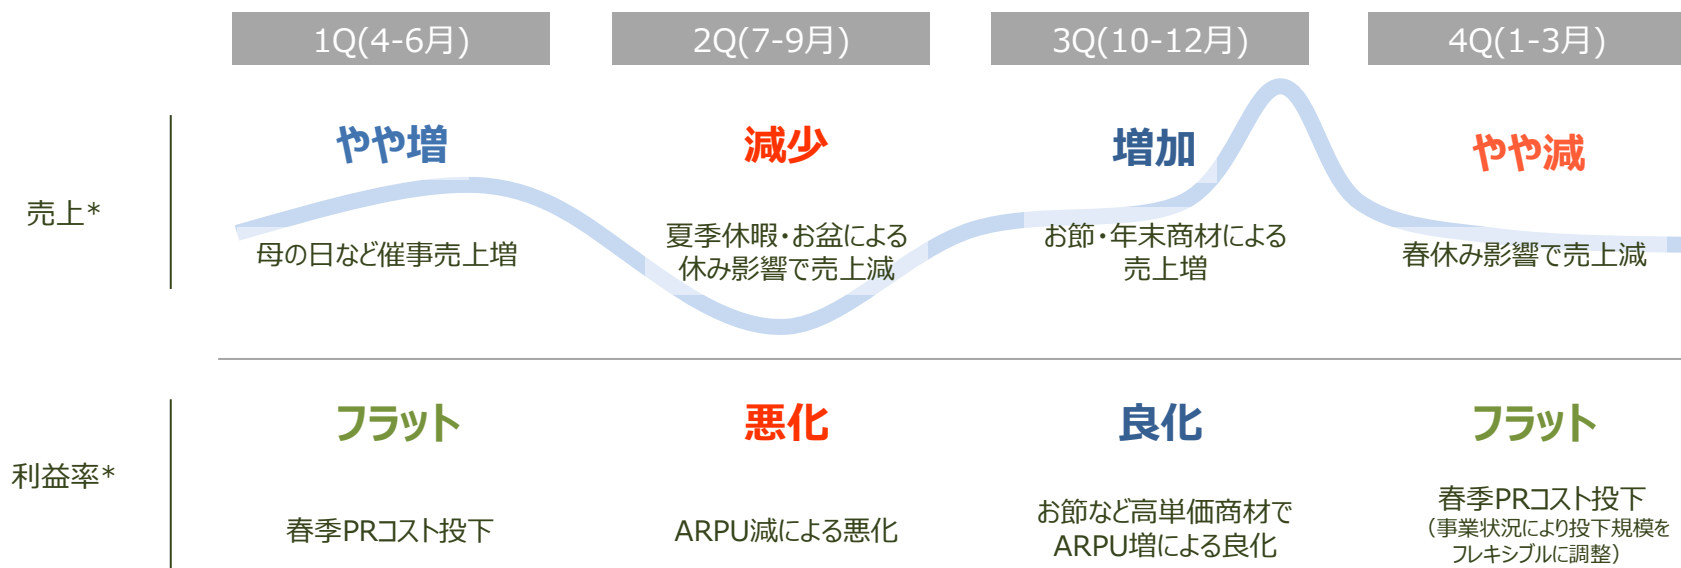 1Q(4-6月)
2Q(7-9月)
3Q(10-12月)
4Q(1-3月)
売上*
やや増
減少
増加
やや減
母の日など催事売上増
夏季休暇・お盆による
休み影響で売上減
お節・年末商材による
売上増
春休み影響で売上減
利益率*
フラット
悪化
良化
フラット
春季PRコスト投下
ARPU減による悪化
お節など高単価商材で
ARPU増による良化
春季PRコスト投下
（事業状況により投下規模を
フレキシブルに調整）